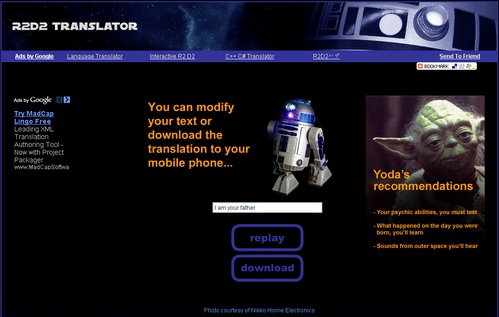 R2D2 TRANSLATOR
Ads by Google Language Translator Interactive R2 D2 C++ C# Translator R2D2 Send To Friend
BOOKMARK
Ads by Google
Try MadCap
Lingo Free
Leading XML
Translation
Authoring Tool -
Now with Project
Packager.
www.MadCapSoftwa
You can modify
your text or
download the
translation to your
mobile phone...
Yoda's
recommendations
- Your psychic abilities, you must test
- What happened on the day you were
born, you'll learn
- Sounds from outer space you'll hear
I am your father
replay
download
Photo courtesy of Nikko Home Electronics